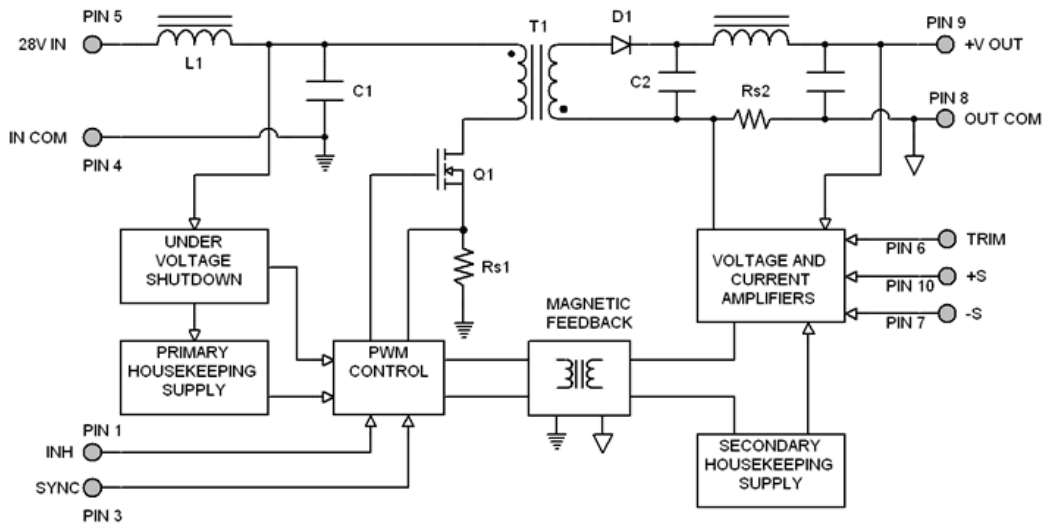 PIN 5
28V IN
L1
C1
IN COM
PIN 4
T1
D1
C2
Rs2
PIN 9
+V OUT
PIN 8
OUT COM
Q1
Rs1
UNDER
VOLTAGE
SHUTDOWN
PRIMARY
HOUSEKEEPING
SUPPLY
PWM
CONTROL
MAGNETIC
FEEDBACK
VOLTAGE AND
CURRENT
AMPLIFIERS
TRIM
PIN 6
+S
PIN 10
-S
PIN 7
SECONDARY
HOUSEKEEPING
SUPPLY
PIN 1
INH
SYNC
PIN 3